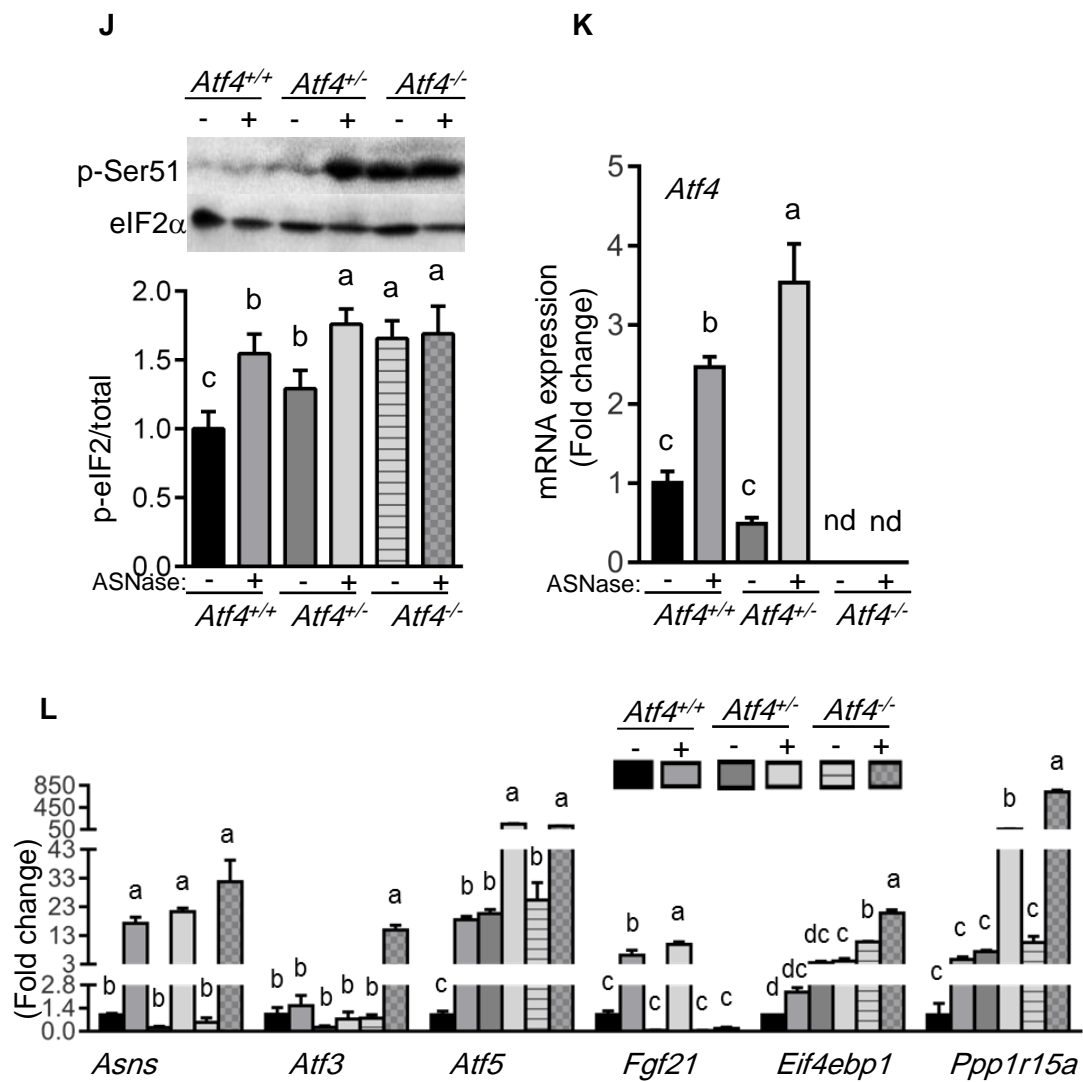 J
Atf4+/+ Atf4+/- Atf4-/-
- + - + - +
p-Ser51
eIF2α
p-eIF2/total
2.0
1.5
1.0
0.5
0.0
c b b a a a
ASNase: - + - + - +
Atf4+/+ Atf4+/- Atf4-/-
K
Atf4
mRNA expression
(Fold change)
5
4
3
2
1
0
c b c a nd nd
ASNase: - + - + - +
Atf4+/+ Atf4+/- Atf4-/-
L
Atf4+/+ Atf4+/- Atf4-/-
- + - + - +
(Fold change)
850
450
50
43
33
23
13
3
2.8
1.4
0.0
b a b a b a
b b b b b a
c b b a b a
c b c a c c
d dc dc c b a
c c c b c a
Asns Atf3 Atf5 Fgf21 Eif4ebp1 Ppp1r15a